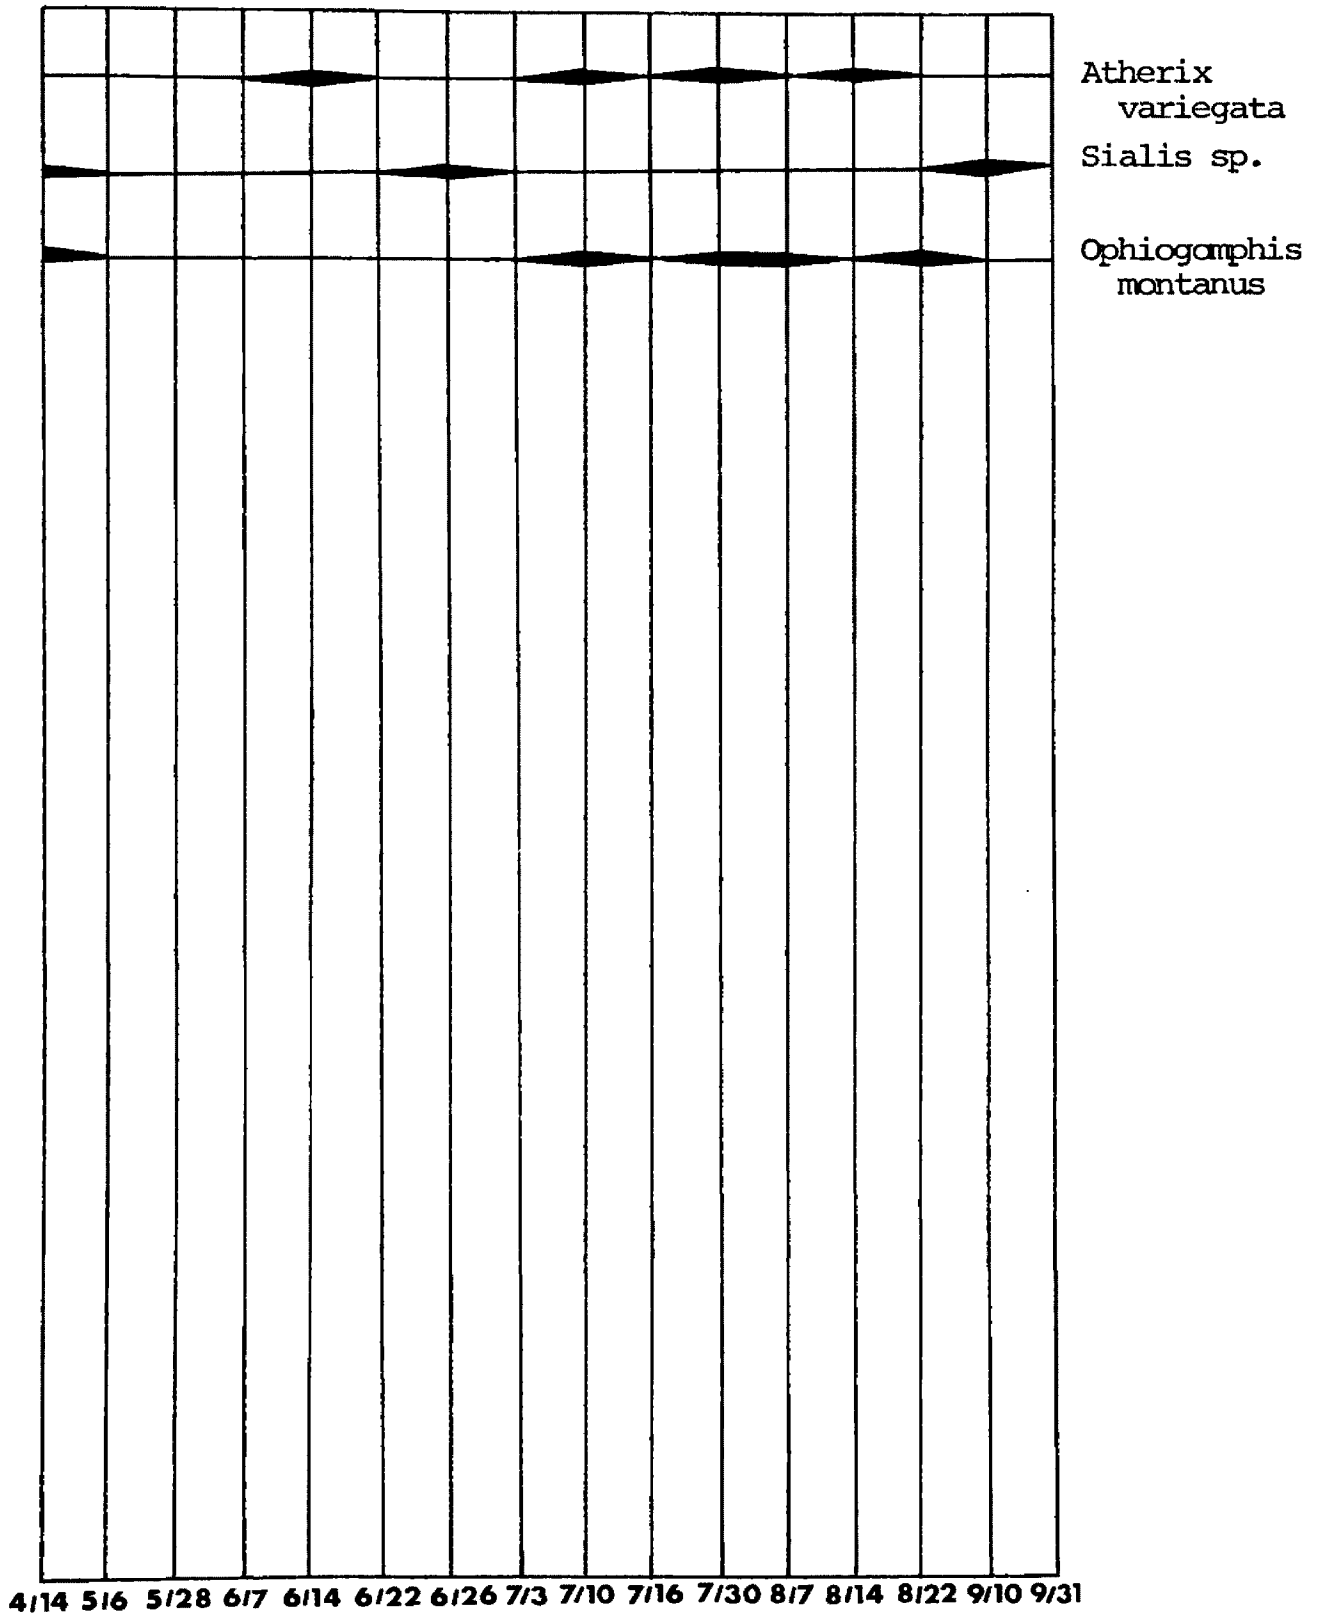 Atherix
variegata
Sialis sp.
Ophiogomphis
montanus
4/14 5/6 5/28 6/7 6/14 6/22 6/26 7/3 7/10 7/16 7/30 8/7 8/14 8/22 9/10 9/31